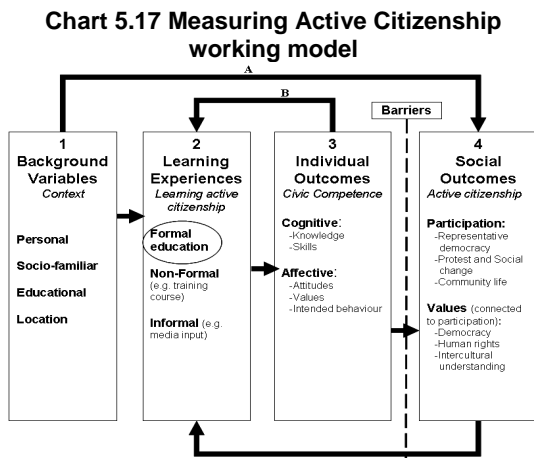 Chart 5.17 Measuring Active Citizenship
working model
A
B
Barriers
1
Background
Variables
Context
Personal
Socio-familiar
Educational
Location
2
Learning
Experiences
Learning active
citizenship
Formal
education
Non-Formal
(e.g. training
course)
Informal (e.g.
media input)
3
Individual
Outcomes
Civic Competence
Cognitive:
-Knowledge
-Skills
Affective:
-Attitudes
-Values
-Intended behaviour
4
Social
Outcomes
Active citizenship
Participation:
-Representative
democracy
-Protest and Social
change
-Community life
Values (connected
to participation):
-Democracy
-Human rights
-Intercultural
understanding